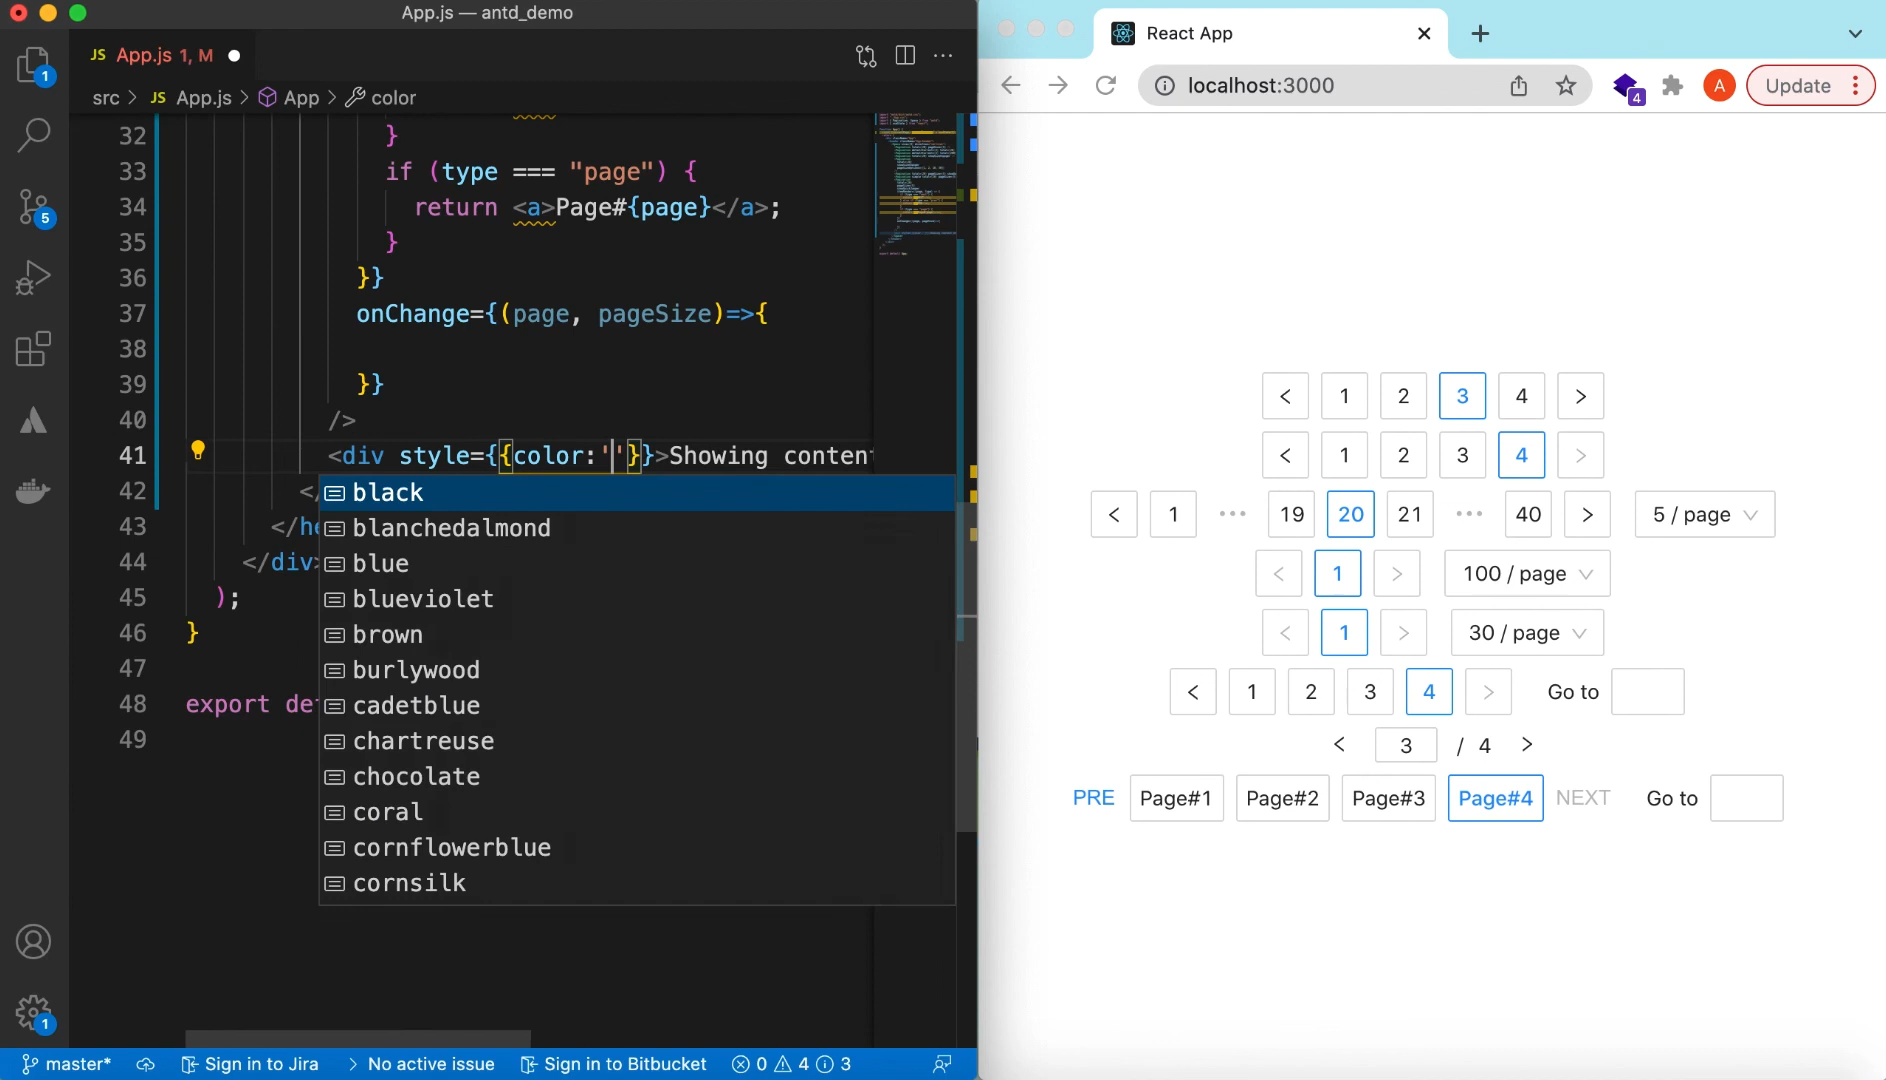 App.js — antd_demo
JS App.js 1, M
src > JS App.js > App > color
32 }
33 if (type === "page") {
34 return <a>Page#{page}</a>;
35 }
36 }}
37 onChange={(page, pageSize)=>{
38
39 }}
40 />
41 <div style={{color:''}}>Showing content
42 </
43 </he
44 </div>
45 );
46 }
47
48 export de
49
black
blanchedalmond
blue
blueviolet
brown
burlywood
cadetblue
chartreuse
chocolate
coral
cornflowerblue
cornsilk
1
5
1
master* Sign in to Jira > No active issue Sign in to Bitbucket 0 4 3
React App
localhost:3000
4 A Update
< 1 2 3 4 >
< 1 2 3 4 >
< 1 ••• 19 20 21 ••• 40 > 5 / page
< 1 > 100 / page
< 1 > 30 / page
< 1 2 3 4 > Go to
< 3 / 4 >
PRE Page#1 Page#2 Page#3 Page#4 NEXT Go to